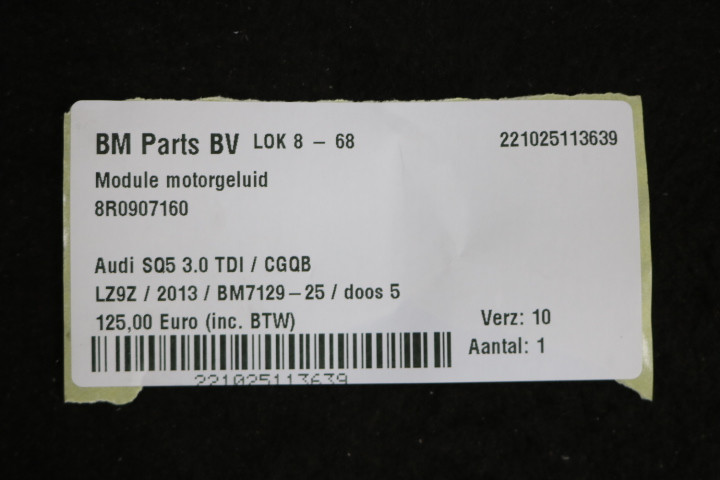 BM Parts BV LOK 8 – 68 221025113639
Module motorgeluid
8R0907160
Audi SQ5 3.0 TDI / CGQB
LZ9Z / 2013 / BM7129–25 / doos 5
125,00 Euro (inc. BTW) Verz: 10
Aantal: 1
221025113639